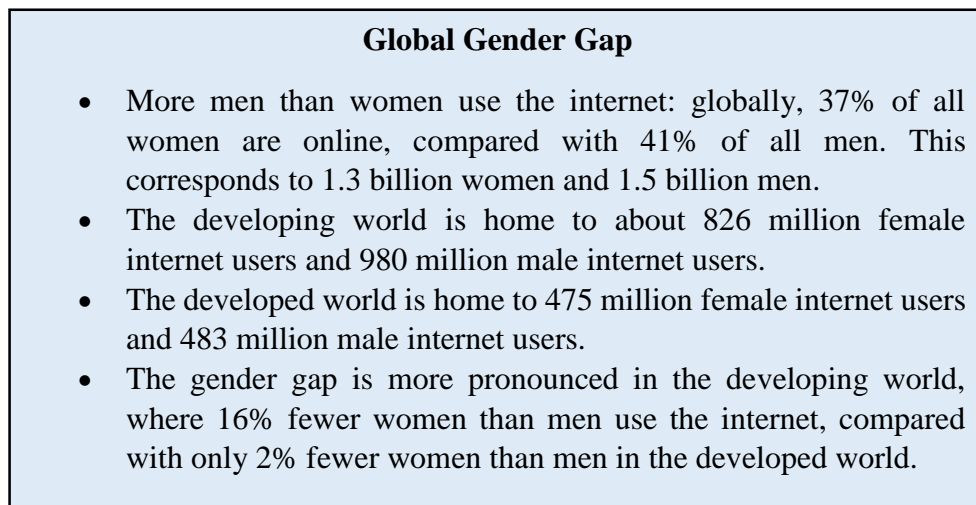 Global Gender Gap
• More men than women use the internet: globally, 37% of all
women are online, compared with 41% of all men. This
corresponds to 1.3 billion women and 1.5 billion men.
• The developing world is home to about 826 million female
internet users and 980 million male internet users.
• The developed world is home to 475 million female internet users
and 483 million male internet users.
• The gender gap is more pronounced in the developing world,
where 16% fewer women than men use the internet, compared
with only 2% fewer women than men in the developed world.